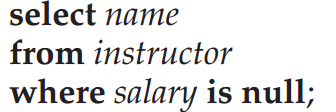 select name
from instructor
where salary is null;